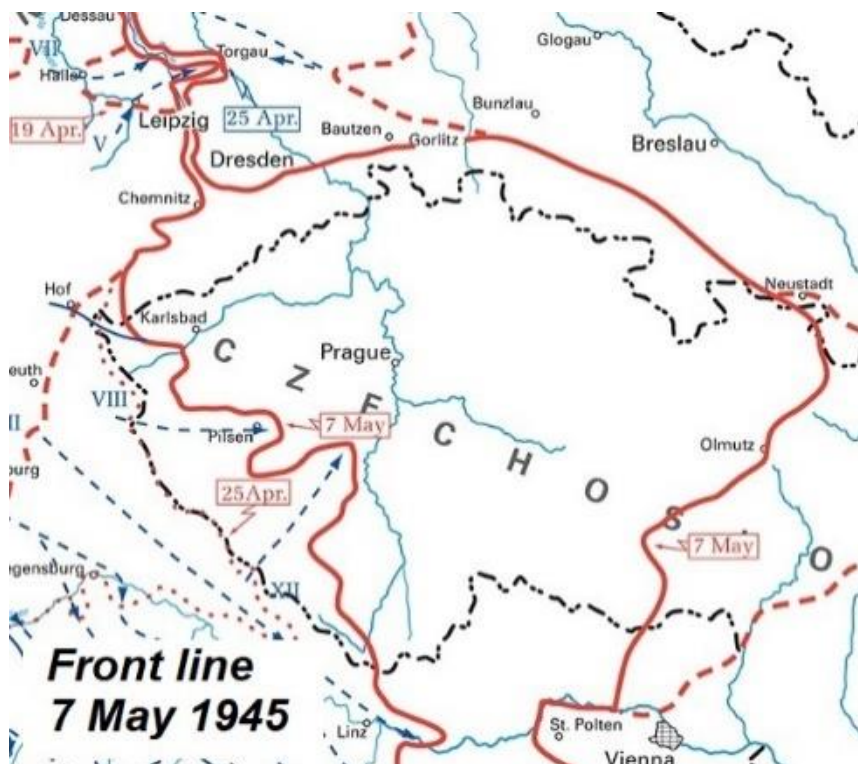 Dessau
VII
Torgau
Halle
19 Apr.
V
Leipzig
25 Apr.
Glogau
Bunzlau
Bautzen
Gorlitz
Breslau
Dresden
Chemnitz
Hof
Karlsbad
Neustadt
Prague
euth
VIII
Pilsen
7 May
II
burg
Olmutz
25 Apr.
C Z E C H O S O
7 May
gensburg
XII
Front line
7 May 1945
Linz
St. Polten
Vienna